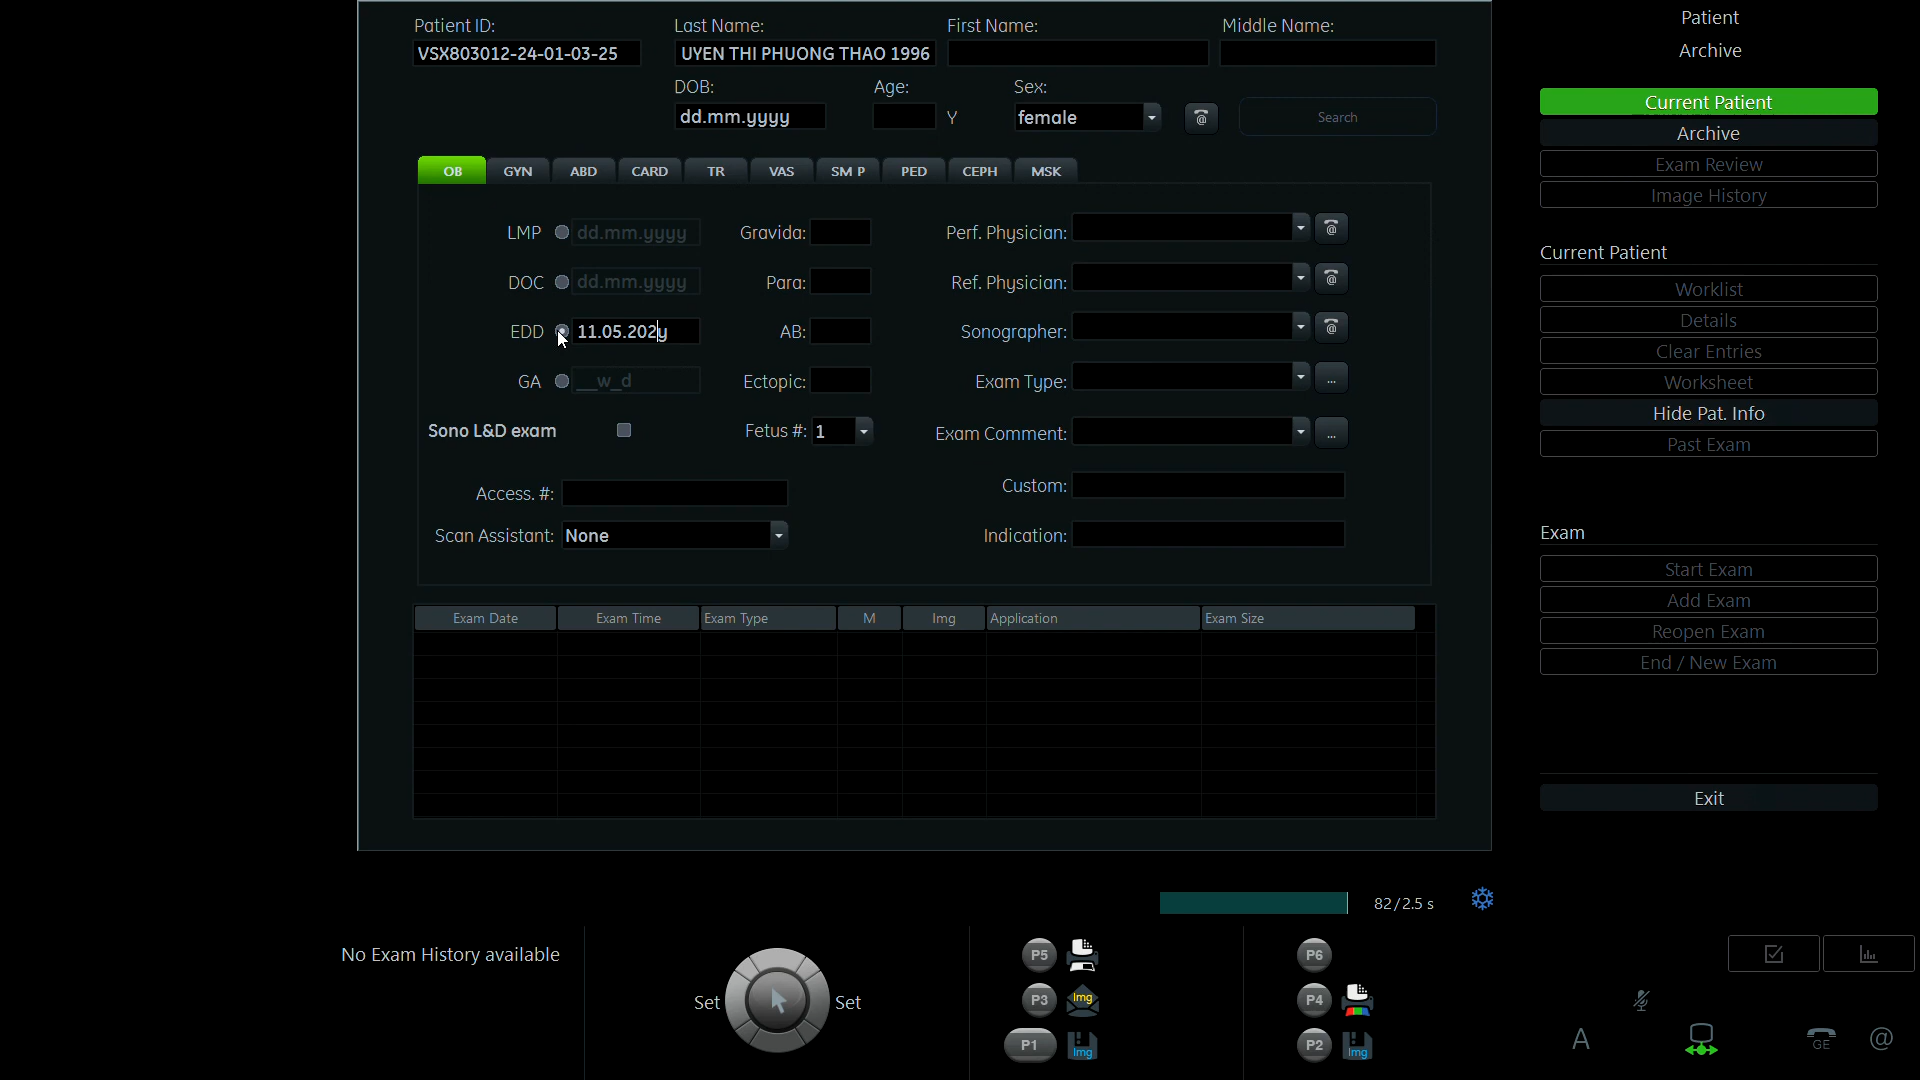 Patient ID: Last Name: First Name: Middle Name:
VSX803012-24-01-03-25 UYEN THI PHUONG THAO 1996
DOB: Age: Sex:
dd.mm.yyyy Y female @ Search
OB GYN ABD CARD TR VAS SM P PED CEPH MSK
LMP dd.mm.yyyy Gravida: Perf. Physician: @
DOC dd.mm.yyyy Para: Ref. Physician: @
EDD 11.05.202y AB: Sonographer: @
GA __w_d Ectopic: Exam Type: ...
Sono L&D exam Fetus #: 1 Exam Comment: ...
Access. #: Custom:
Scan Assistant: None Indication:
Exam Date Exam Time Exam Type M Img Application Exam Size
82/2.5 s
No Exam History available
Set Set
P5
P3 Img
P1 Img
P6
P4
P2 Img
Patient
Archive
Current Patient
Archive
Exam Review
Image History
Current Patient
Worklist
Details
Clear Entries
Worksheet
Hide Pat. Info
Past Exam
Exam
Start Exam
Add Exam
Reopen Exam
End / New Exam
Exit
A GE @